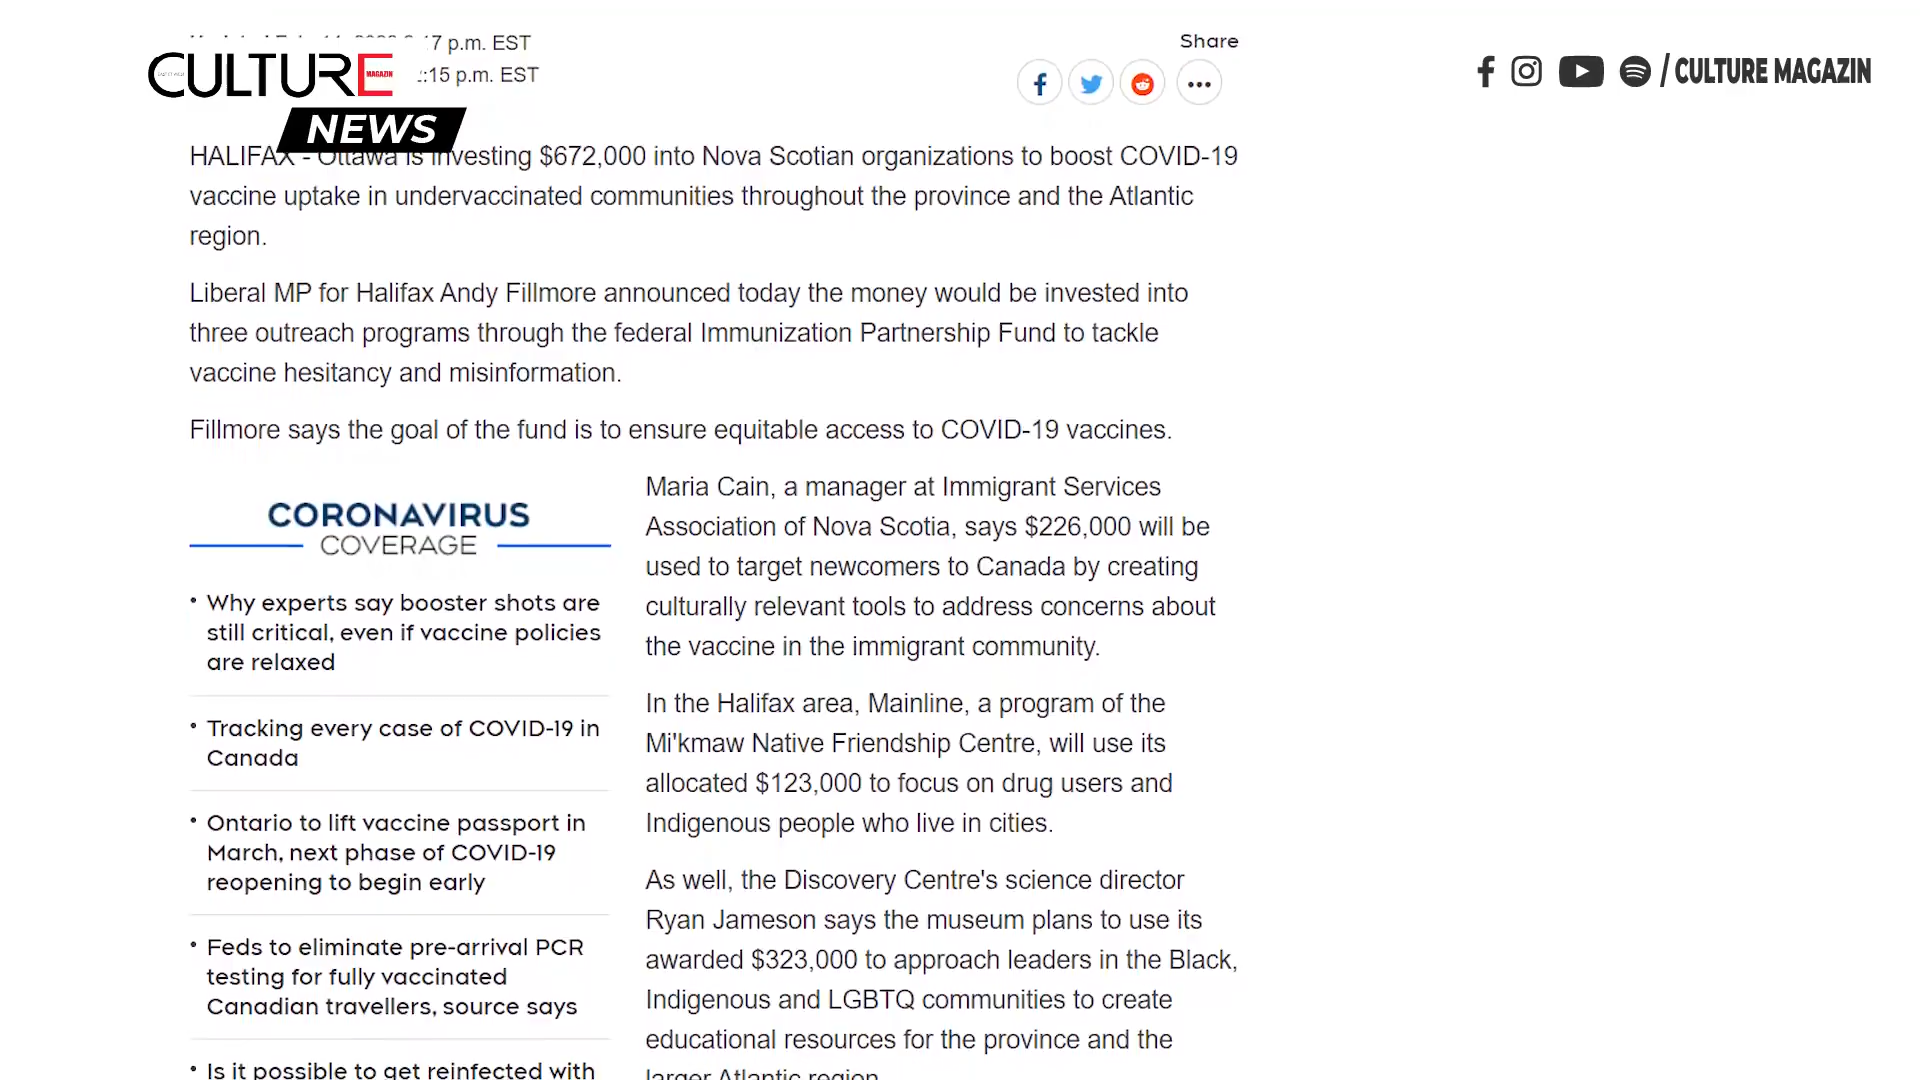 7 p.m. EST
:15 p.m. EST
CULTURE
MAGAZIN
NEWS
Share
/ CULTURE MAGAZIN
HALIFAX - Ottawa is investing $672,000 into Nova Scotian organizations to boost COVID-19
vaccine uptake in undervaccinated communities throughout the province and the Atlantic
region.
Liberal MP for Halifax Andy Fillmore announced today the money would be invested into
three outreach programs through the federal Immunization Partnership Fund to tackle
vaccine hesitancy and misinformation.
Fillmore says the goal of the fund is to ensure equitable access to COVID-19 vaccines.
CORONAVIRUS
COVERAGE
• Why experts say booster shots are
still critical, even if vaccine policies
are relaxed
• Tracking every case of COVID-19 in
Canada
• Ontario to lift vaccine passport in
March, next phase of COVID-19
reopening to begin early
• Feds to eliminate pre-arrival PCR
testing for fully vaccinated
Canadian travellers, source says
• Is it possible to get reinfected with
Maria Cain, a manager at Immigrant Services
Association of Nova Scotia, says $226,000 will be
used to target newcomers to Canada by creating
culturally relevant tools to address concerns about
the vaccine in the immigrant community.
In the Halifax area, Mainline, a program of the
Mi'kmaw Native Friendship Centre, will use its
allocated $123,000 to focus on drug users and
Indigenous people who live in cities.
As well, the Discovery Centre's science director
Ryan Jameson says the museum plans to use its
awarded $323,000 to approach leaders in the Black,
Indigenous and LGBTQ communities to create
educational resources for the province and the
larger Atlantic region.